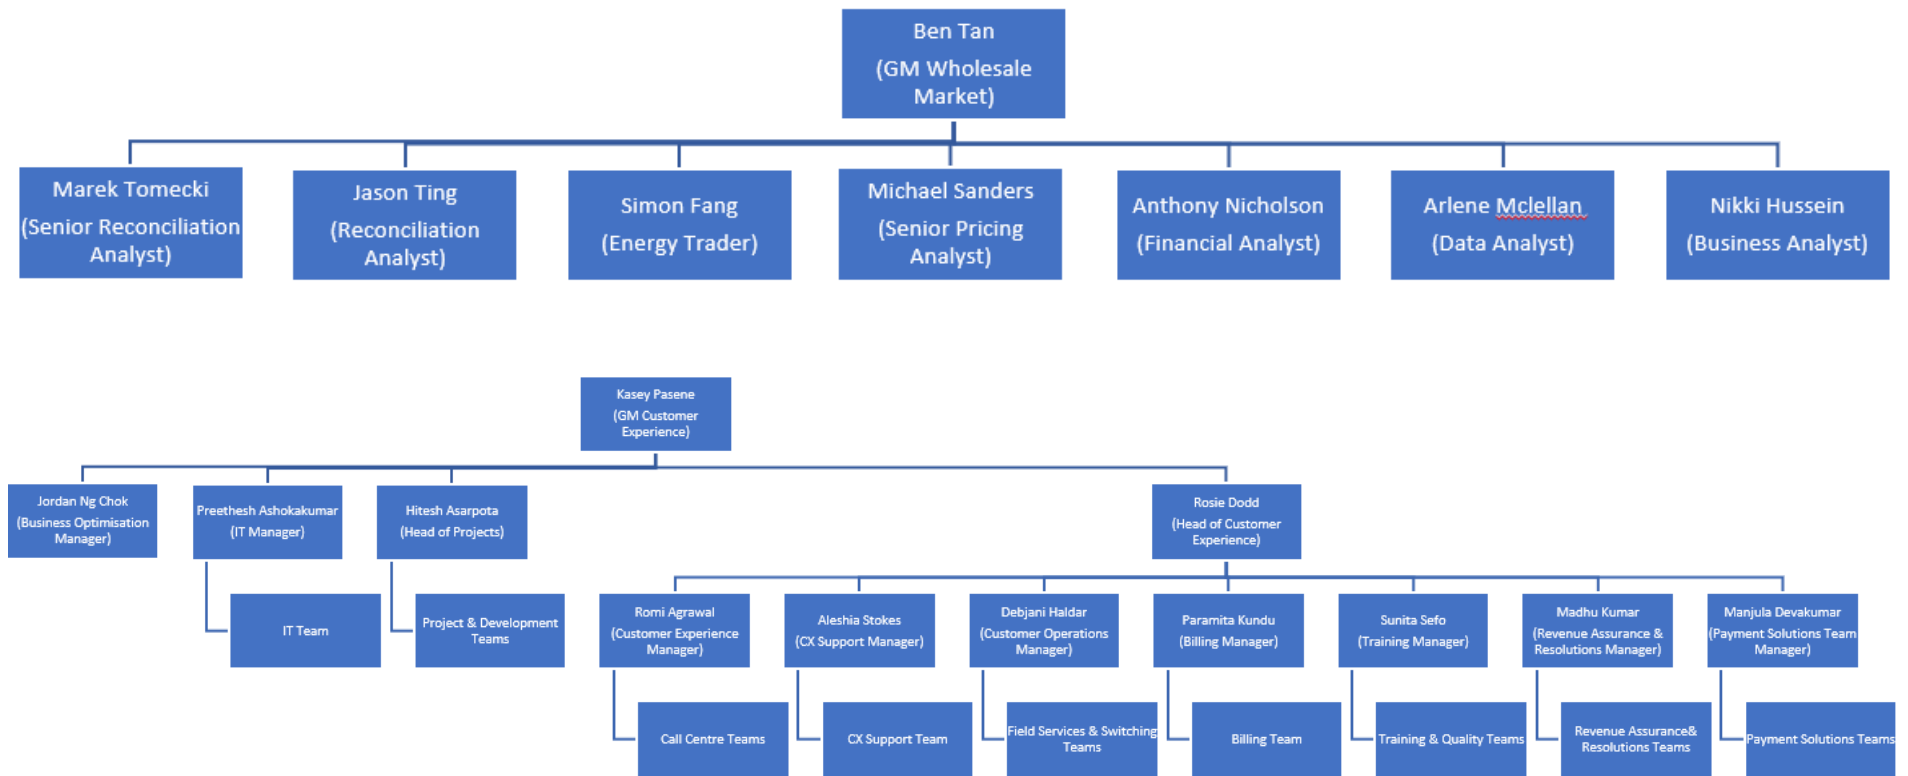 Ben Tan
(GM Wholesale
Market)
Marek Tomecki
(Senior Reconciliation
Analyst)
Jason Ting
(Reconciliation
Analyst)
Simon Fang
(Energy Trader)
Michael Sanders
(Senior Pricing
Analyst)
Anthony Nicholson
(Financial Analyst)
Arlene Mclellan
(Data Analyst)
Nikki Hussein
(Business Analyst)
Kasey Pasene
(GM Customer
Experience)
Jordan Ng Chok
(Business Optimisation
Manager)
Preethesh Ashokakumar
(IT Manager)
Hitesh Asarpota
(Head of Projects)
Rosie Dodd
(Head of Customer
Experience)
IT Team
Project & Development
Teams
Romi Agrawal
(Customer Experience
Manager)
Aleshia Stokes
(CX Support Manager)
Debjani Haldar
(Customer Operations
Manager)
Paramita Kundu
(Billing Manager)
Sunita Sefo
(Training Manager)
Madhu Kumar
(Revenue Assurance &
Resolutions Manager)
Manjula Devakumar
(Payment Solutions Team
Manager)
Call Centre Teams
CX Support Team
Field Services & Switching
Teams
Billing Team
Training & Quality Teams
Revenue Assurance&
Resolutions Teams
Payment Solutions Teams